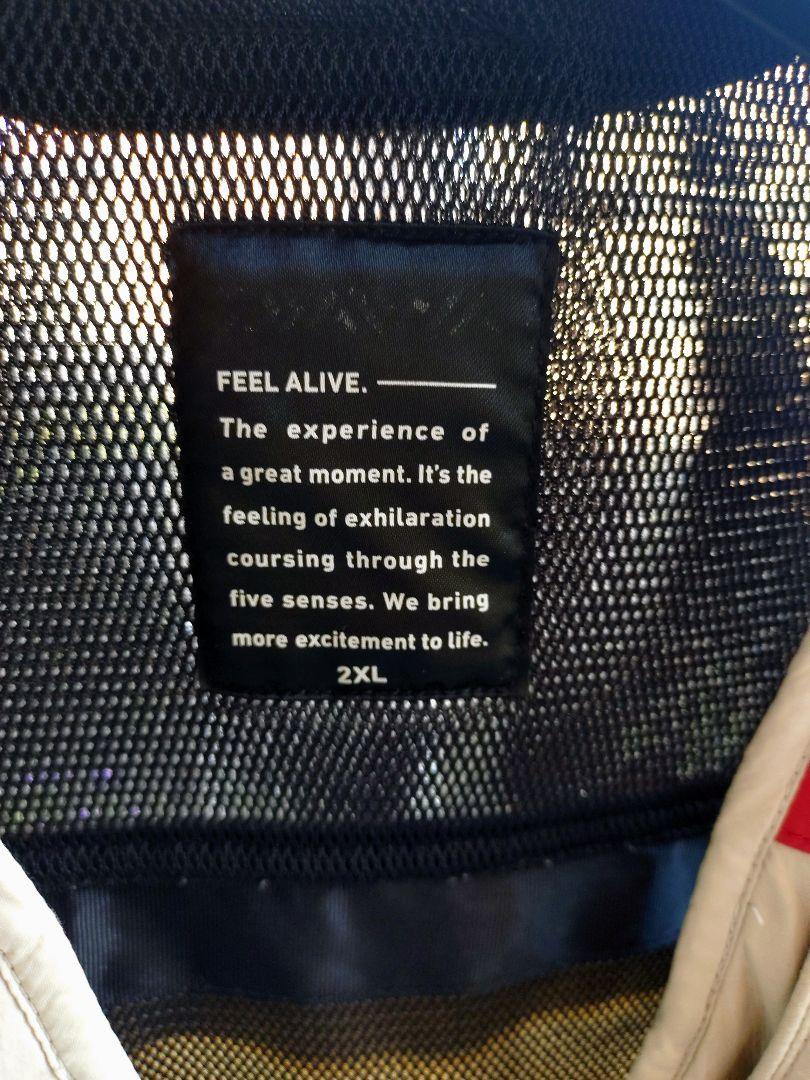 FEEL ALIVE.
The experience of
a great moment. It's the
feeling of exhilaration
coursing through the
five senses. We bring
more excitement to life.
2XL